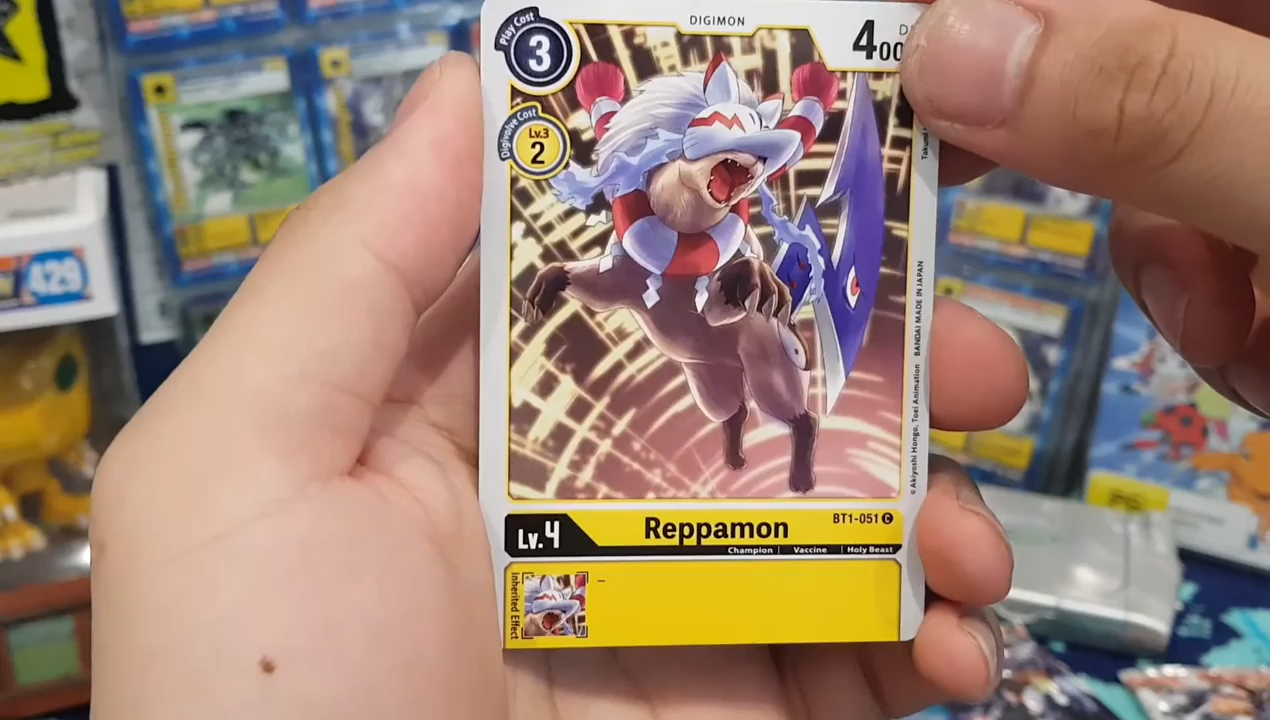 DIGIMON
Play Cost
3
400
Digivolve Cost
Lv.3
2
Takumi
© Akiyoshi Hongo, Toei Animation BANDAI MADE IN JAPAN
Lv.4
Reppamon
BT1-051 C
Champion | Vaccine | Holy Beast
Inherited Effect
–
429